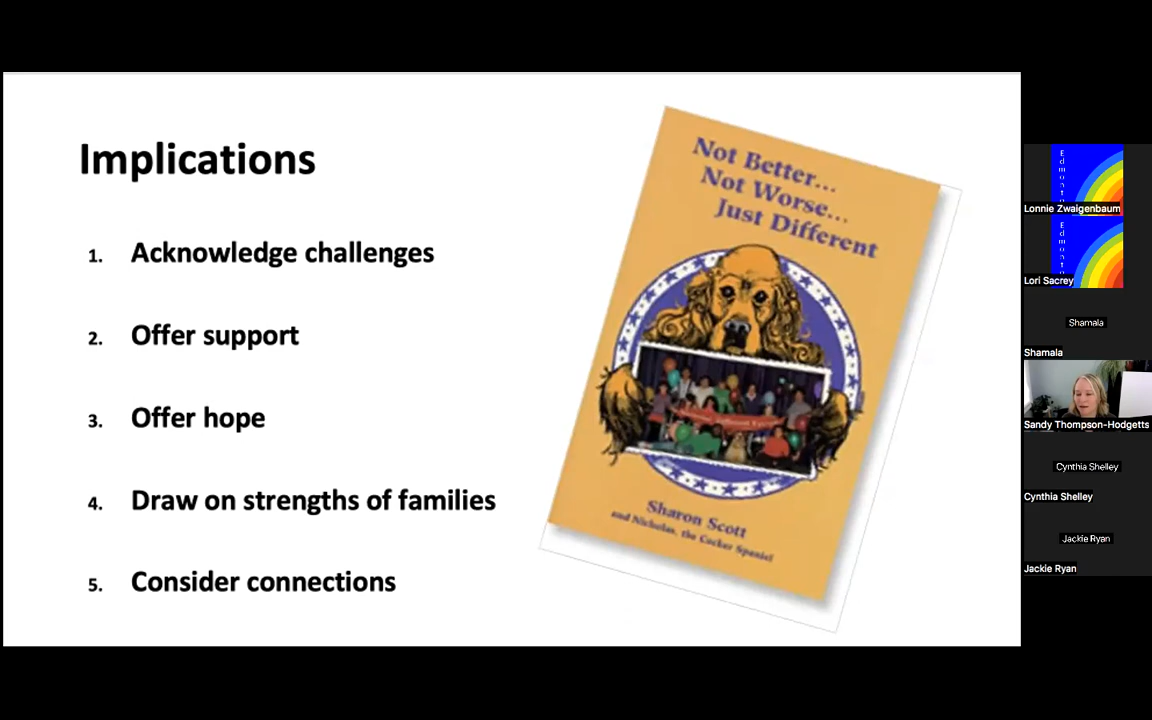 Implications
1. Acknowledge challenges
2. Offer support
3. Offer hope
4. Draw on strengths of families
5. Consider connections
Not Better...
Not Worse...
Just Different
Sharon Scott
and Nicholas, the Cocker Spaniel
Edmonto
Lonnie Zwaigenbaum
Edmonto
Lori Sacrey
Shamala
Shamala
Sandy Thompson-Hodgetts
Cynthia Shelley
Cynthia Shelley
Jackie Ryan
Jackie Ryan